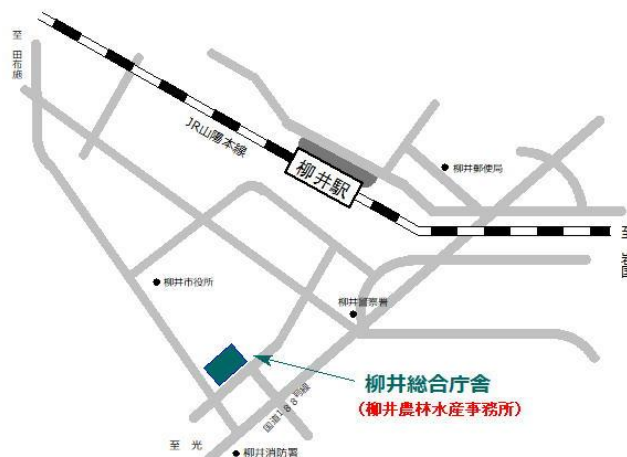 至 田布施
JR山陽本線
柳井駅
柳井郵便局
至 岩国
柳井市役所
柳井警察署
柳井総合庁舎
(柳井農林水産事務所)
国道188号線
至 光
柳井消防署